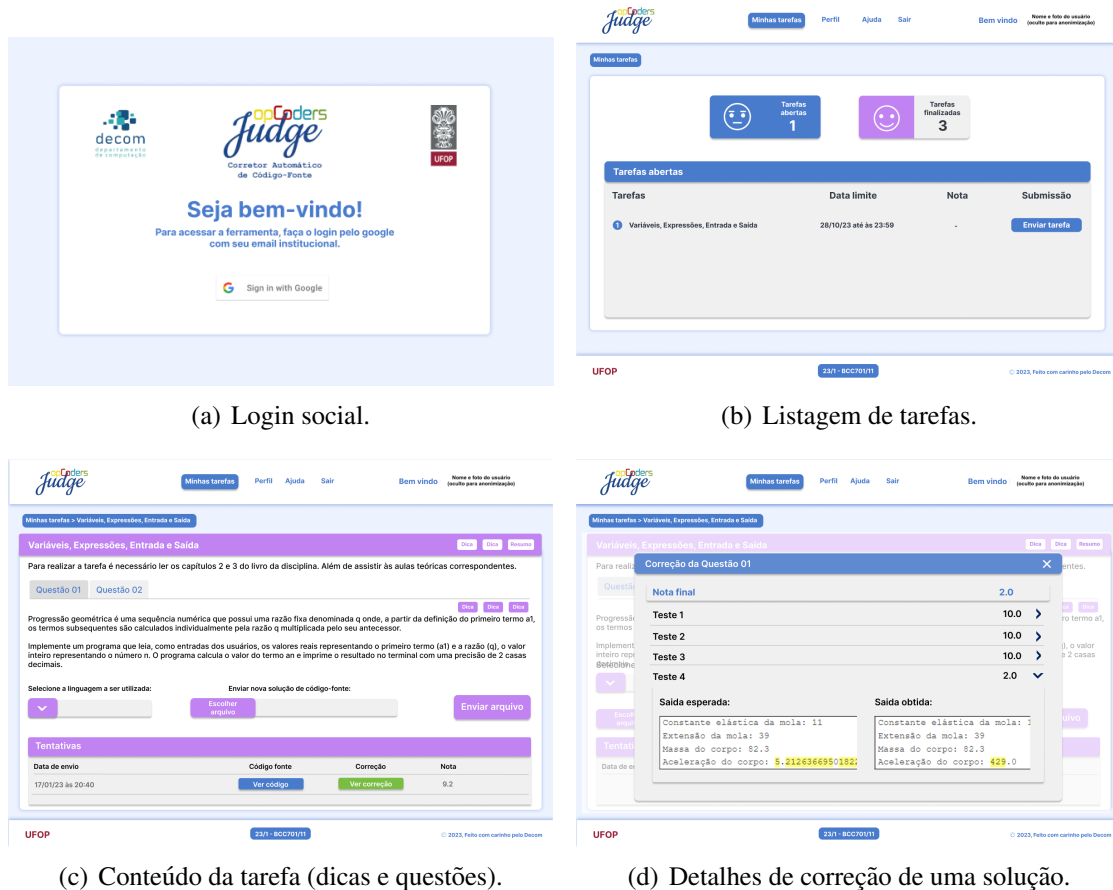 decom
departamento
de computação
opCoders
Judge
Corretor Automático
de Código-Fonte
UFOP
Seja bem-vindo!
Para acessar a ferramenta, faça o login pelo google
com seu email institucional.
Sign in with Google
(a) Login social.
opCoders
Judge
Minhas tarefas Perfil Ajuda Sair Bem vindo Nome e foto do usuário
(oculto para anonimização)
Minhas tarefas
Tarefas
abertas
1
Tarefas
finalizadas
3
Tarefas abertas
Tarefas Data limite Nota Submissão
1 Variáveis, Expressões, Entrada e Saída 28/10/23 até às 23:59 - Enviar tarefa
UFOP 23/1 - BCC701/11 © 2023, Feito com carinho pelo Decom
(b) Listagem de tarefas.
opCoders
Judge
Minhas tarefas Perfil Ajuda Sair Bem vindo Nome e foto do usuário
(oculto para anonimização)
Minhas tarefas > Variáveis, Expressões, Entrada e Saída
Variáveis, Expressões, Entrada e Saída Dica Dica Resumo
Para realizar a tarefa é necessário ler os capítulos 2 e 3 do livro da disciplina. Além de assistir às aulas teóricas correspondentes.
Questão 01 Questão 02
Dica Dica Dica
Progressão geométrica é uma sequência numérica que possui uma razão fixa denominada q onde, a partir da definição do primeiro termo a1,
os termos subsequentes são calculados individualmente pela razão q multiplicada pelo seu antecessor.
Implemente um programa que leia, como entradas dos usuários, os valores reais representando o primeiro termo (a1) e a razão (q), o valor
inteiro representando o número n. O programa calcula o valor do termo an e imprime o resultado no terminal com uma precisão de 2 casas
decimais.
Selecione a linguagem a ser utilizada: Enviar nova solução de código-fonte:
Escolher
arquivo
Enviar arquivo
Tentativas
Data de envio Código fonte Correção Nota
17/01/23 às 20:40 Ver código Ver correção 9.2
UFOP 23/1 - BCC701/11 © 2023, Feito com carinho pelo Decom
(c) Conteúdo da tarefa (dicas e questões).
opCoders
Judge
Minhas tarefas Perfil Ajuda Sair Bem vindo Nome e foto do usuário
(oculto para anonimização)
Minhas tarefas > Variáveis, Expressões, Entrada e Saída
Variáveis, Expressões, Entrada e Saída Dica Dica Resumo
Correção da Questão 01 ×
Nota final 2.0
Teste 1 10.0
Teste 2 10.0
Teste 3 10.0
Teste 4 2.0
Saida esperada: Saida obtida:
Constante elástica da mola: 11 Constante elástica da mola: 1
Extensão da mola: 39 Extensão da mola: 39
Massa do corpo: 82.3 Massa do corpo: 82.3
Aceleração do corpo: 5.21263669501822 Aceleração do corpo: 429.0
UFOP 23/1 - BCC701/11 © 2023, Feito com carinho pelo Decom
(d) Detalhes de correção de uma solução.